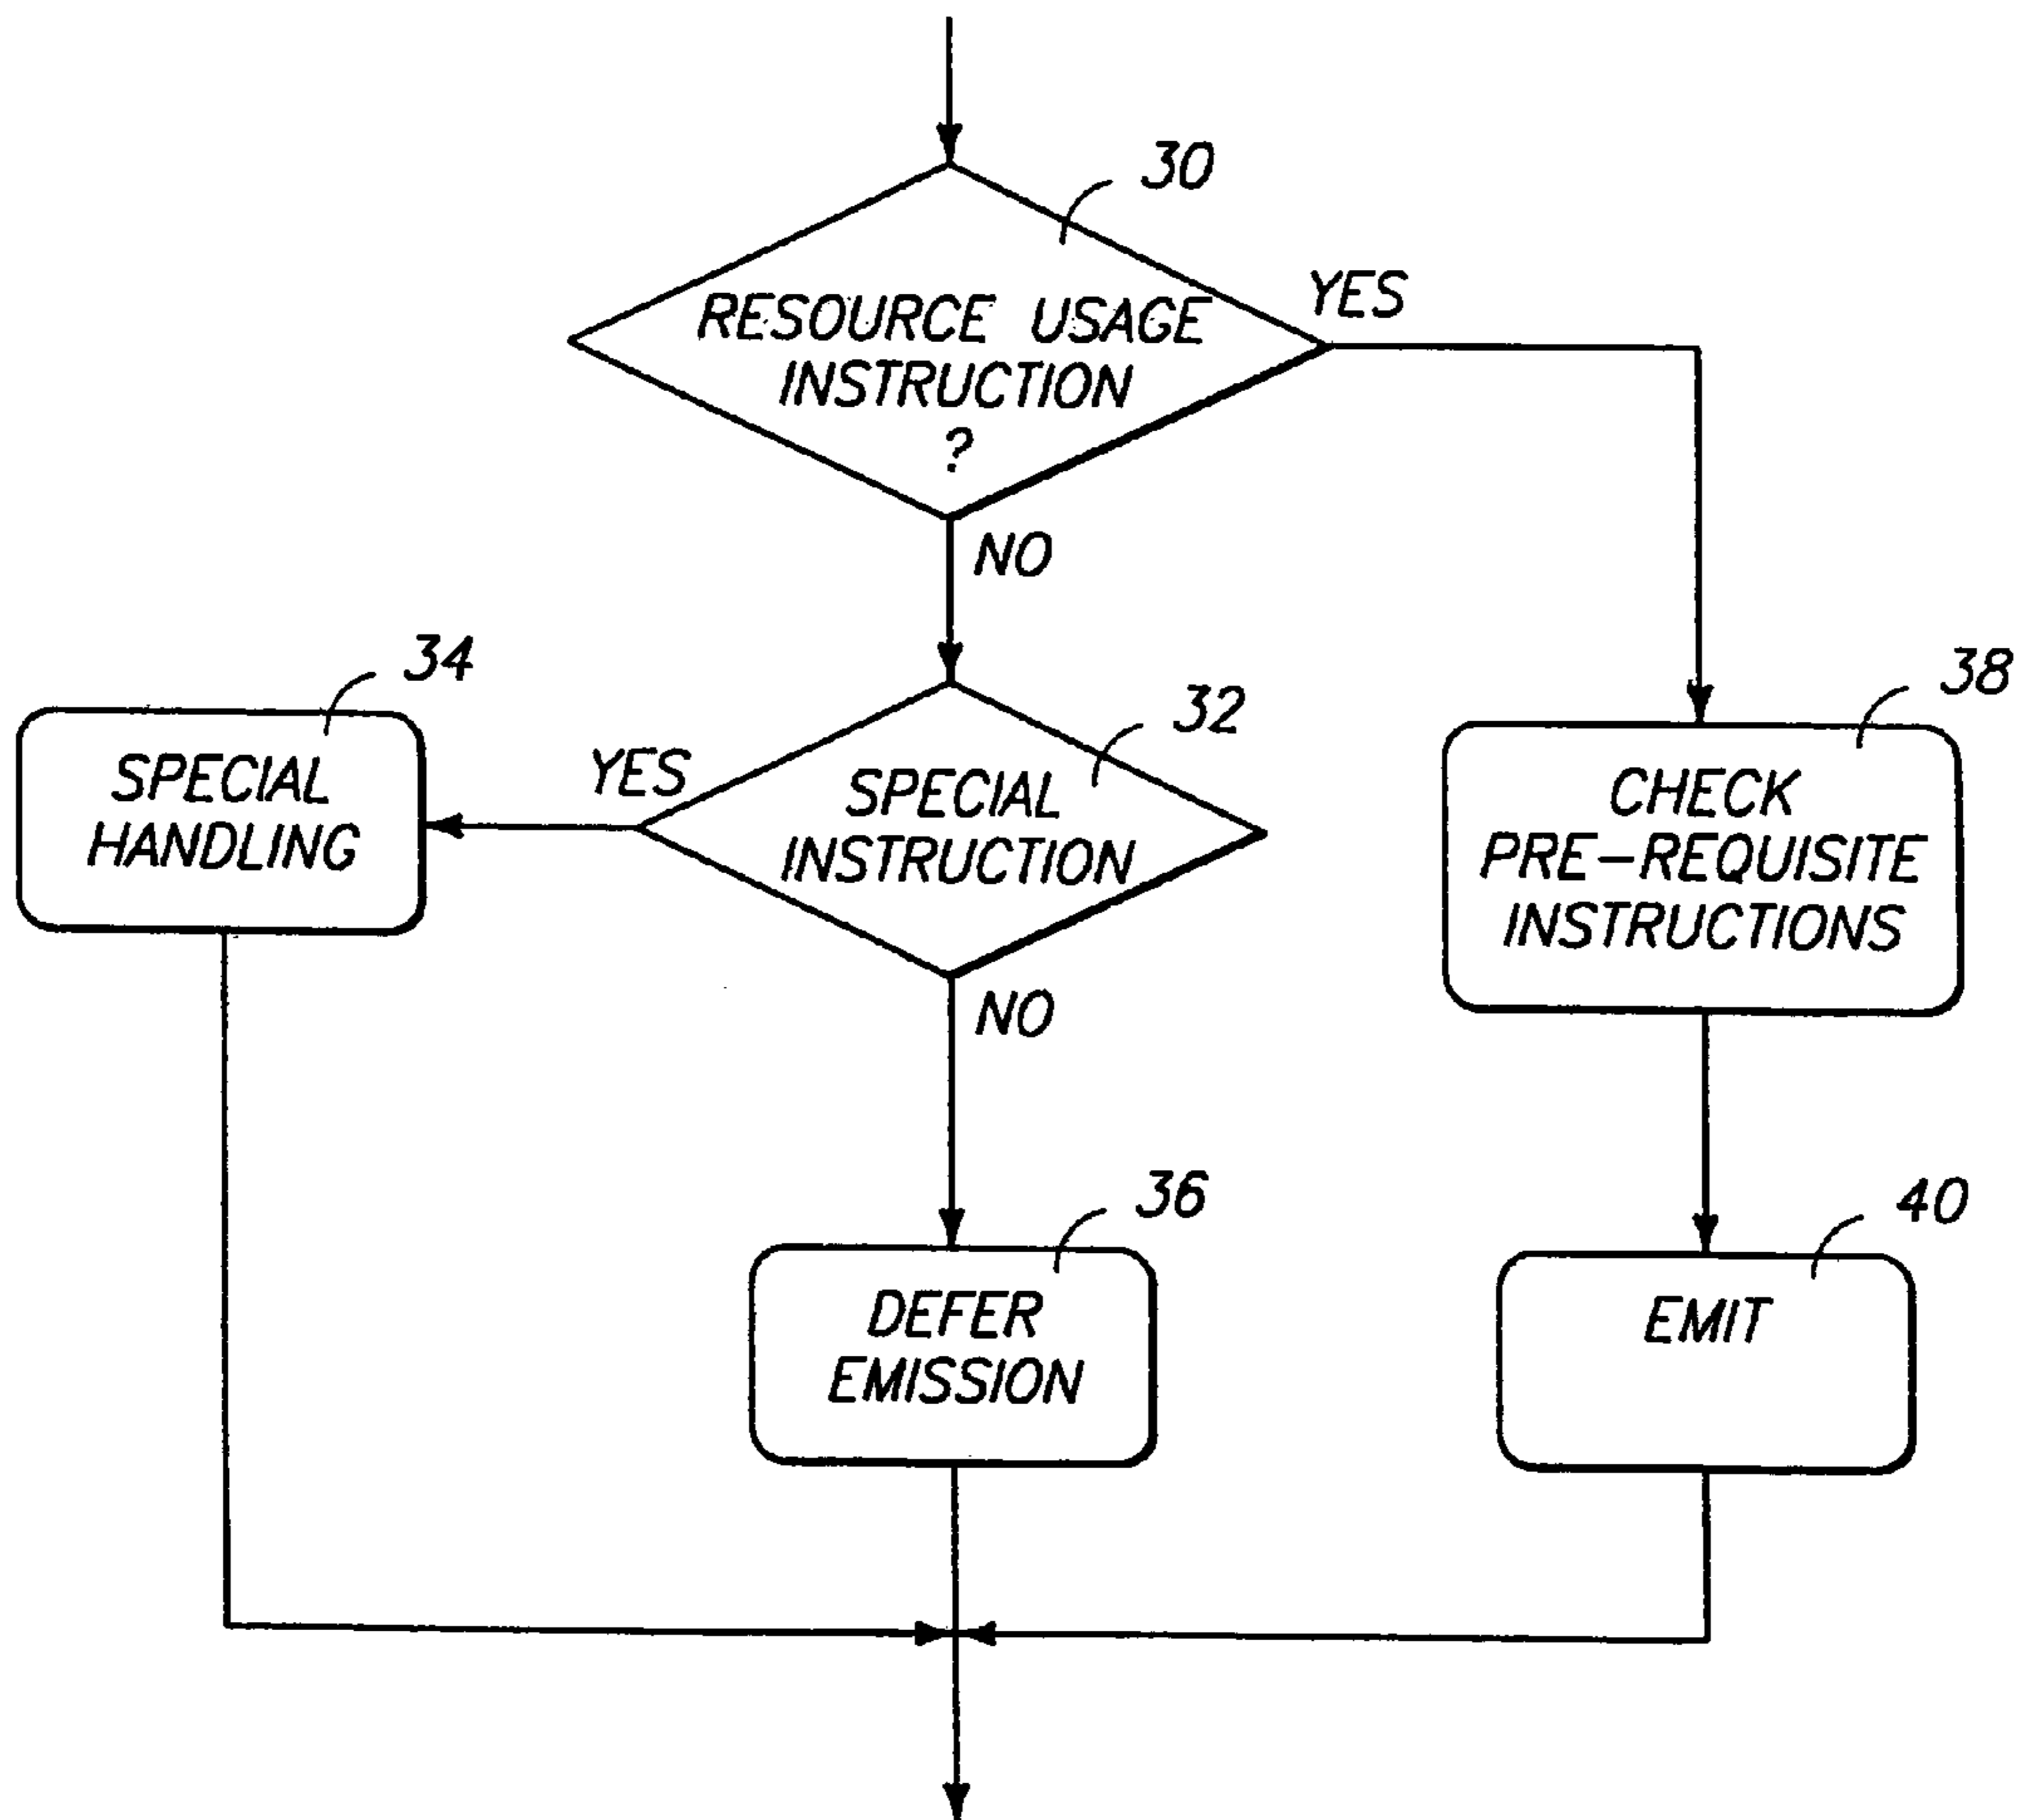 30
RESOURCE USAGE
INSTRUCTION
?
YES
NO
34
SPECIAL
HANDLING
YES
32
SPECIAL
INSTRUCTION
NO
38
CHECK
PRE-REQUISITE
INSTRUCTIONS
36
DEFER
EMISSION
40
EMIT